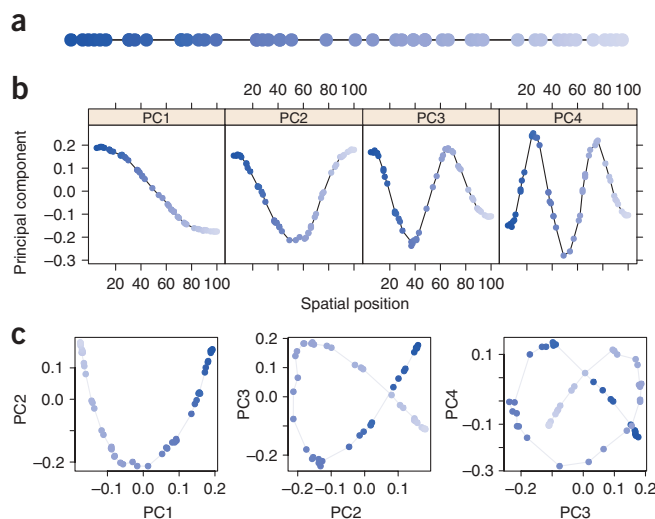 a
b
20 40 60 80 100 20 40 60 80 100
PC1 PC2 PC3 PC4
Principal component
0.2
0.1
0.0
−0.1
−0.2
−0.3
20 40 60 80 100 20 40 60 80 100
Spatial position
c
PC2
0.1
0.0
−0.2
−0.1 0.0 0.1 0.2
PC1
PC3
0.2
0.1
0.0
−0.2
−0.2 −0.1 0.0 0.1
PC2
PC4
0.1
−0.1
−0.3
−0.2 0.0 0.1 0.2
PC3